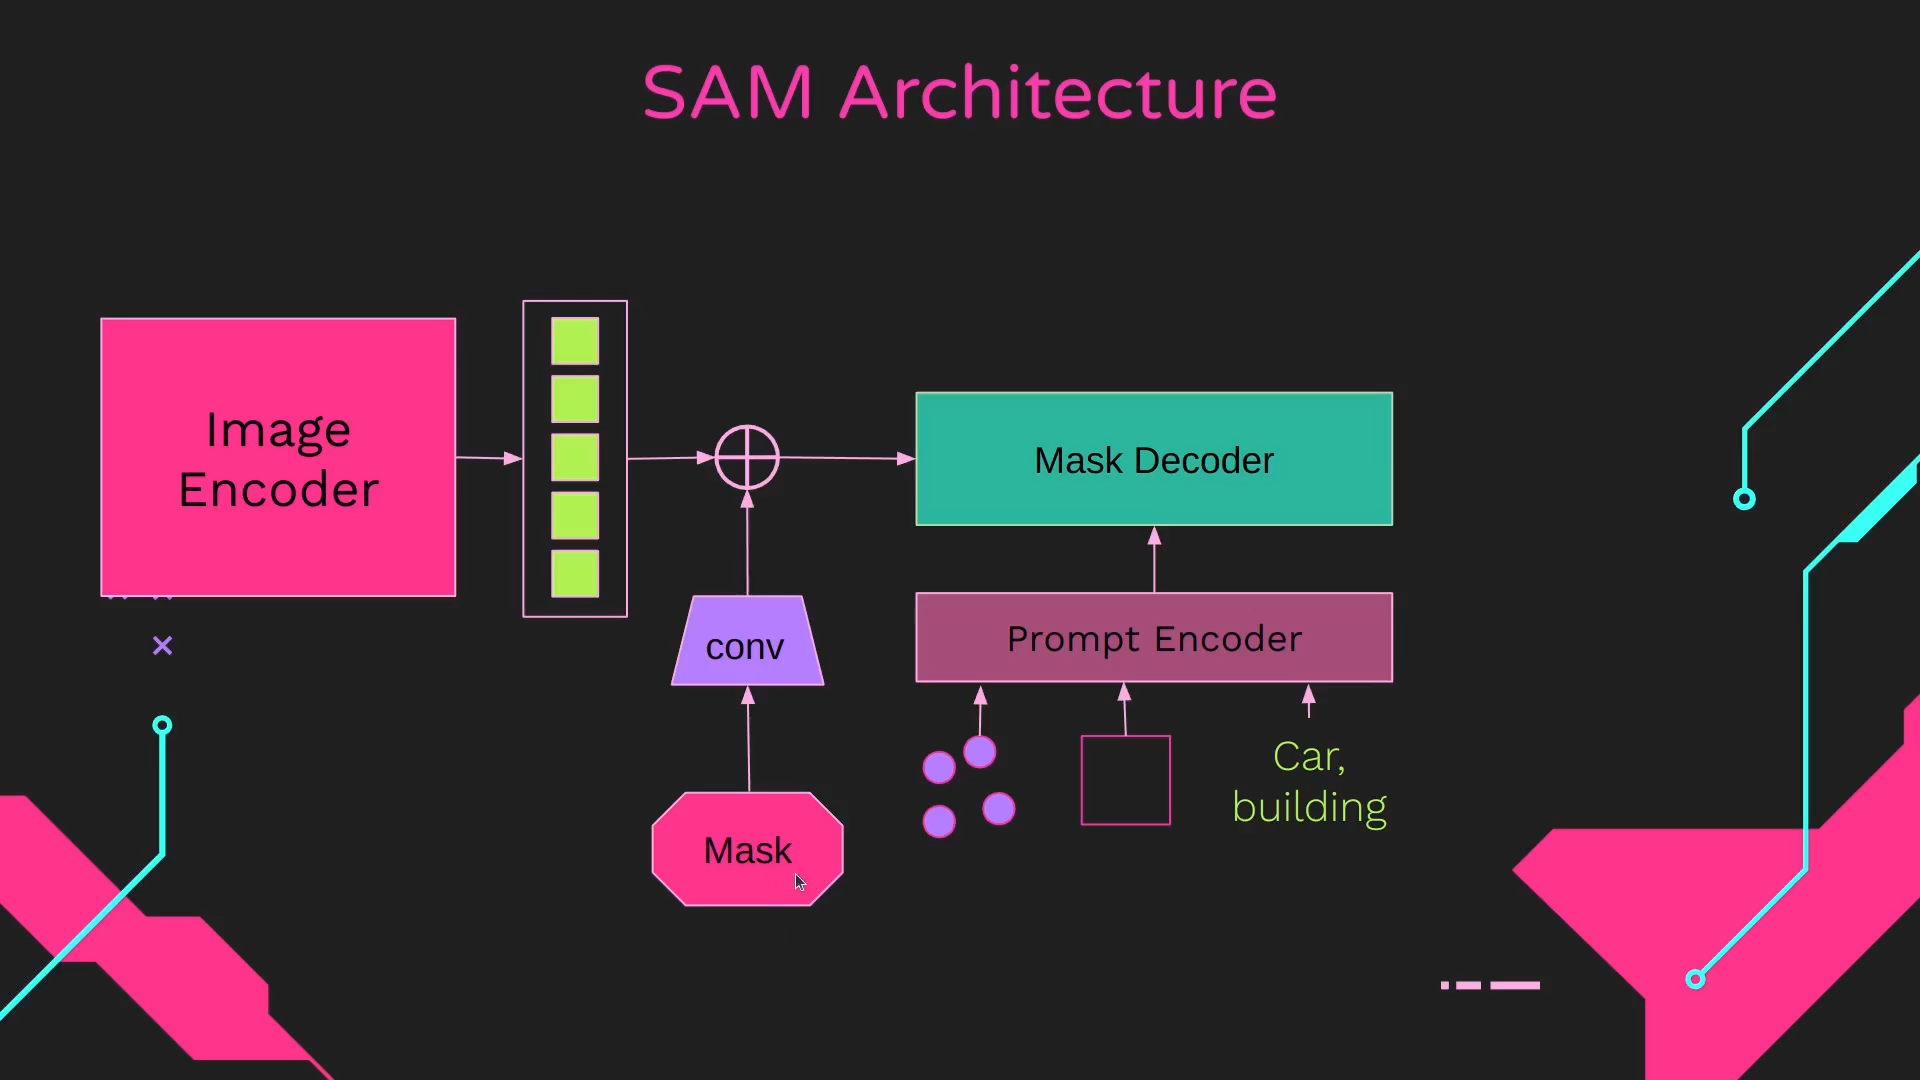 SAM Architecture
Image
Encoder
Mask Decoder
conv
Prompt Encoder
Car,
building
Mask